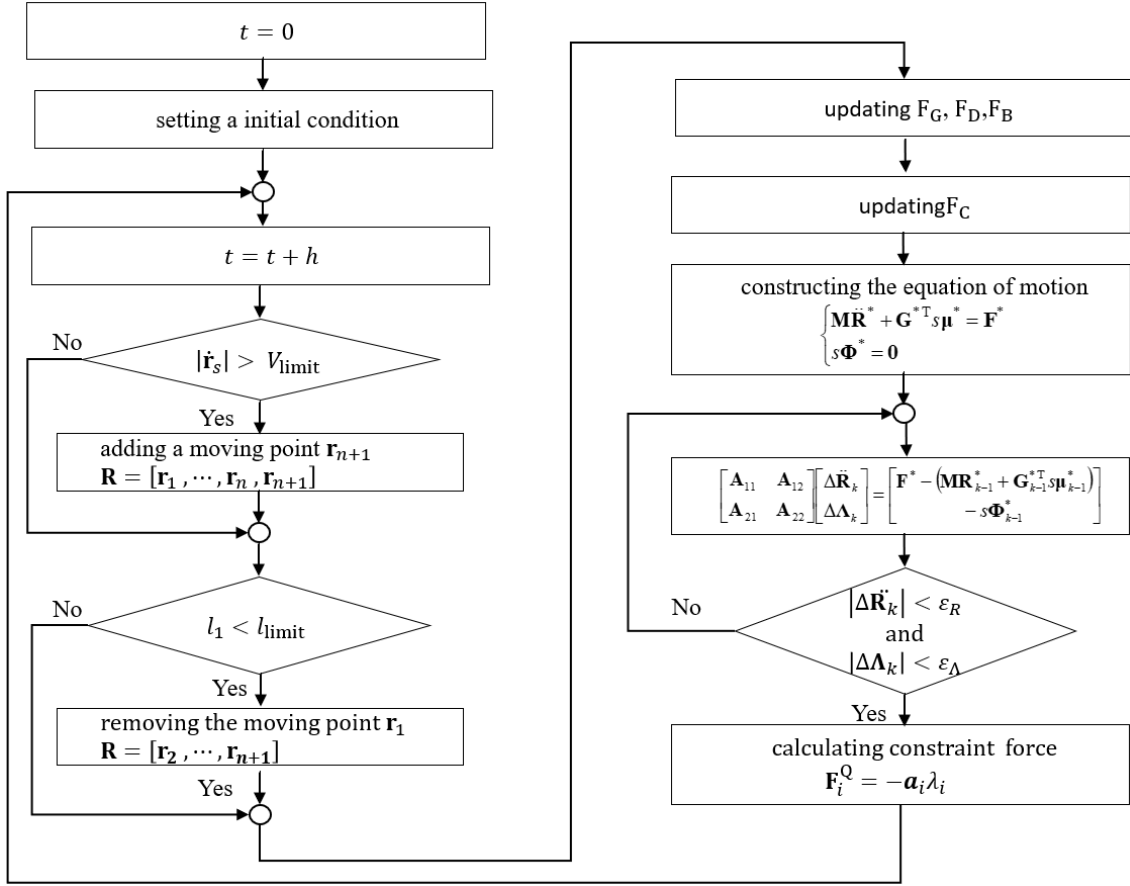 t = 0
setting a initial condition
t = t + h
No
|ṙ_s| > V_limit
Yes
adding a moving point r_{n+1}
R = [r_1 , ⋯ , r_n , r_{n+1}]
No
l_1 < l_limit
Yes
removing the moving point r_1
R = [r_2 , ⋯ , r_{n+1}]
Yes
updating F_G, F_D,F_B
updatingF_C
constructing the equation of motion
{ M R̈^* + G^{*T} sμ^* = F^*
sΦ^* = 0
[A_11 A_12; A_21 A_22] [ΔR̈_k; ΔΛ_k] = [F^* − (MR̈^*_{k−1} + G^{*T}_{k−1} sμ^*_{k−1}); − sΦ^*_{k−1}]
No
|ΔR̈_k| < ε_R
and
|ΔΛ_k| < ε_Λ
Yes
calculating constraint force
F_i^Q = −a_i λ_i